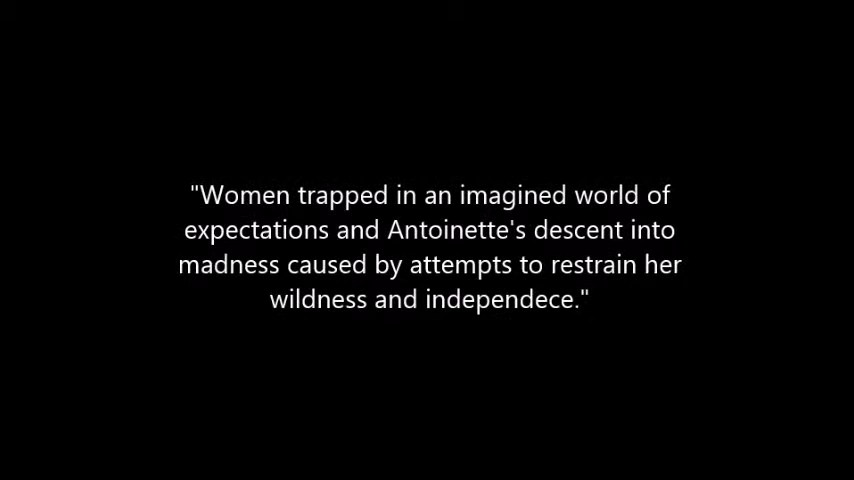 "Women trapped in an imagined world of
expectations and Antoinette's descent into
madness caused by attempts to restrain her
wildness and independece."